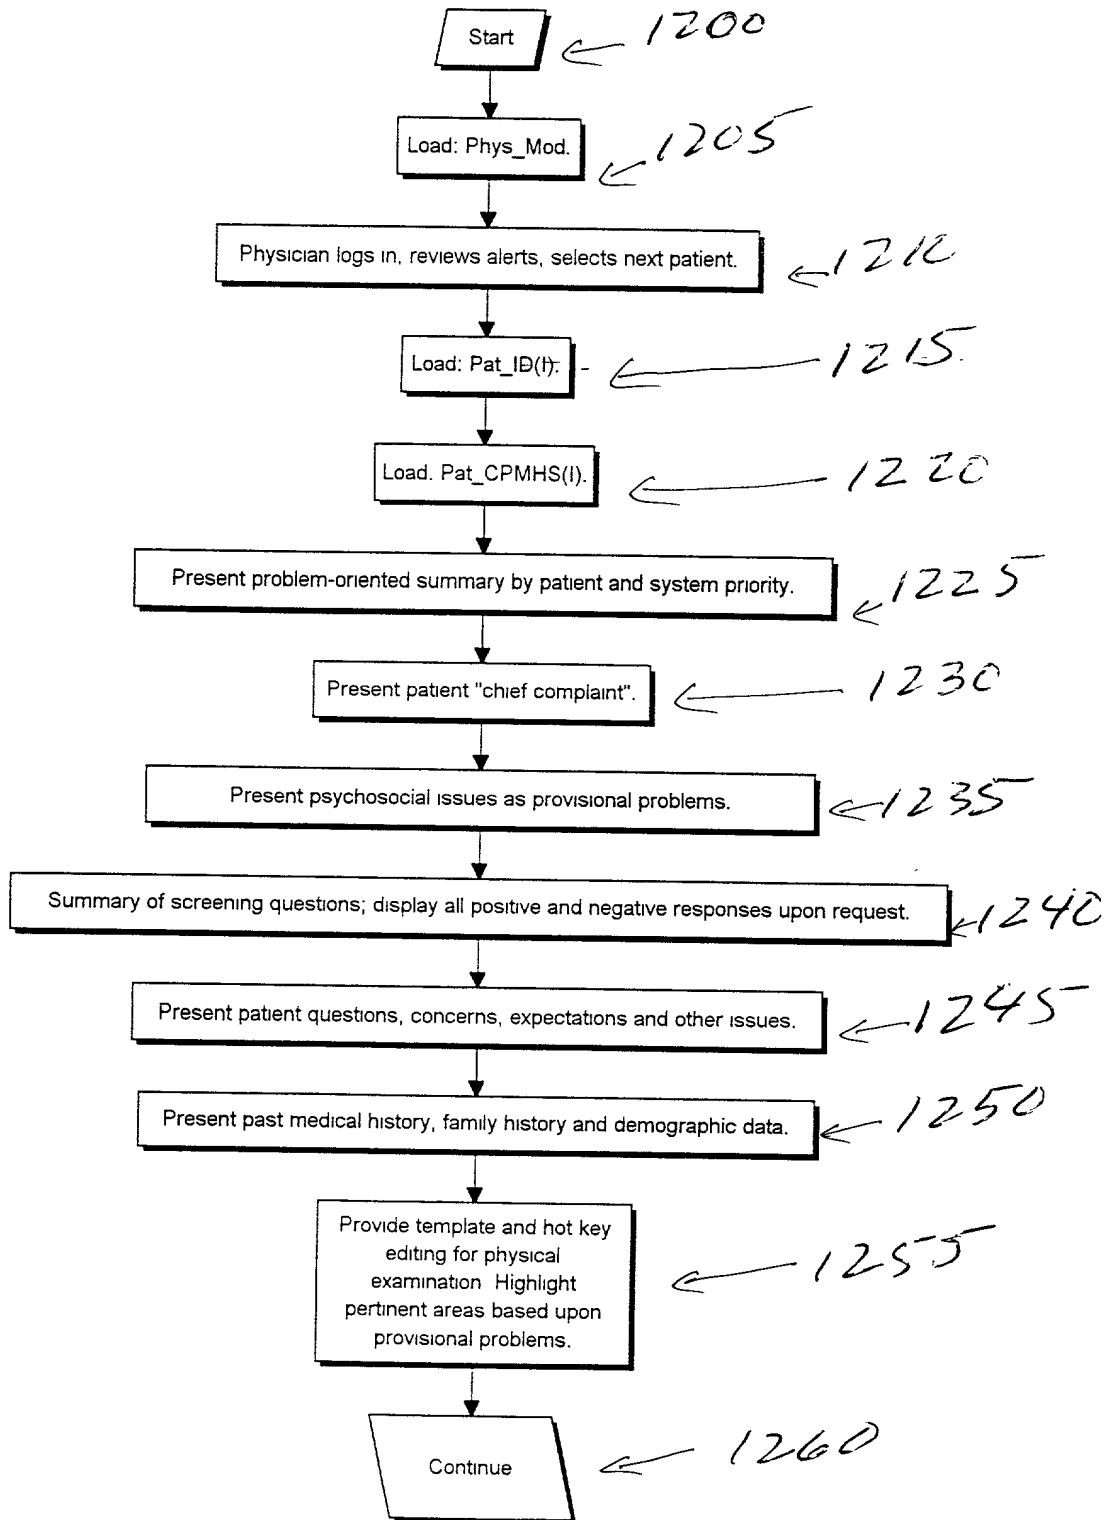 Start
1200
Load: Phys_Mod.
1205
Physician logs in, reviews alerts, selects next patient.
1210
Load: Pat_ID(I).
1215
Load. Pat_CPMHS(I).
1220
Present problem-oriented summary by patient and system priority.
1225
Present patient "chief complaint".
1230
Present psychosocial issues as provisional problems.
1235
Summary of screening questions; display all positive and negative responses upon request.
1240
Present patient questions, concerns, expectations and other issues.
1245
Present past medical history, family history and demographic data.
1250
Provide template and hot key
editing for physical
examination Highlight
pertinent areas based upon
provisional problems.
1255
Continue
1260